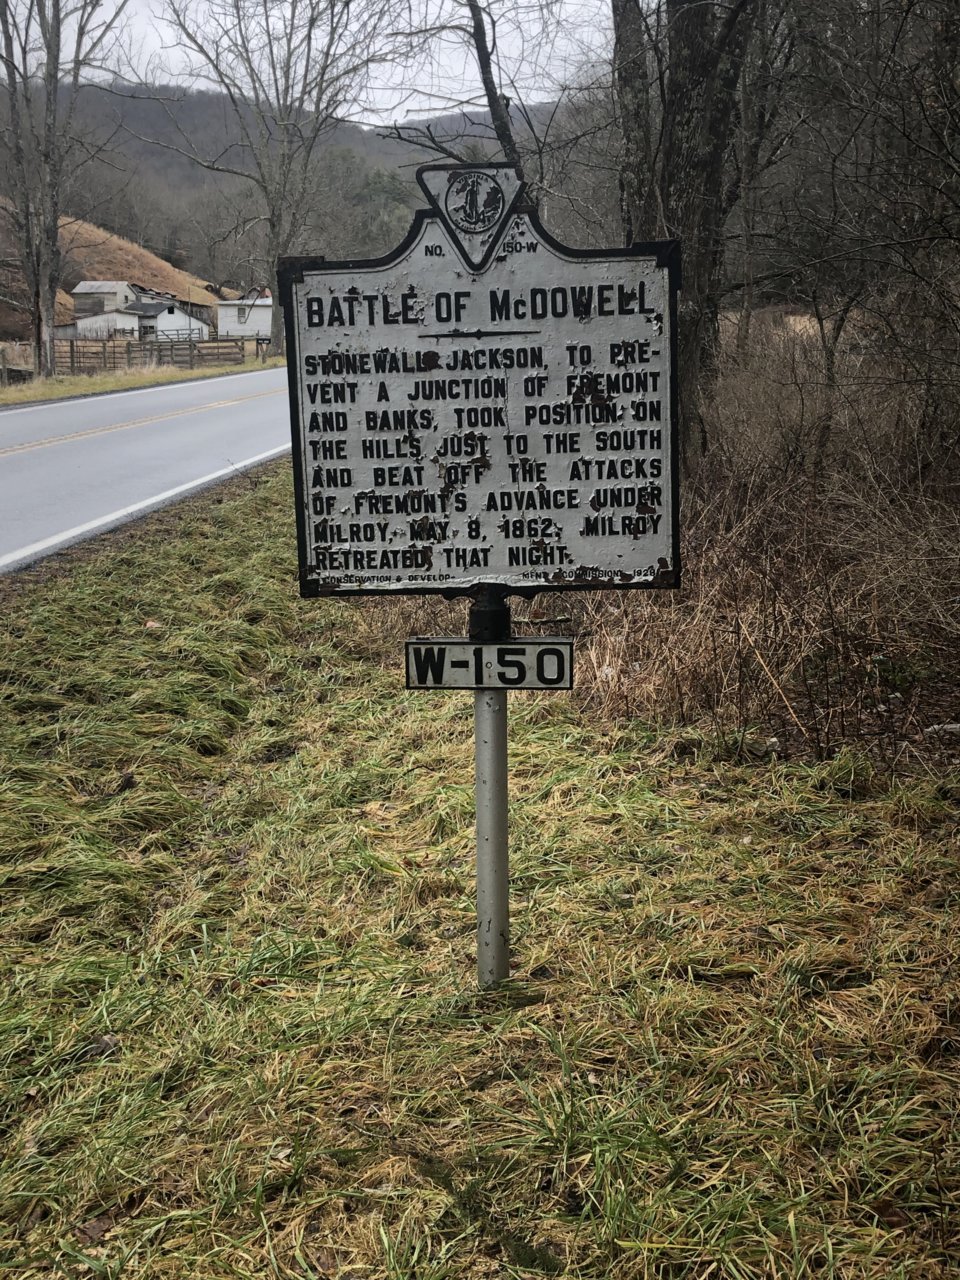 VIRGINIA
NO. 150-W
BATTLE OF McDOWELL
STONEWALL JACKSON, TO PRE-
VENT A JUNCTION OF FREMONT
AND BANKS, TOOK POSITION ON
THE HILLS JUST TO THE SOUTH
AND BEAT OFF THE ATTACKS
OF FREMONT'S ADVANCE UNDER
MILROY, MAY 8, 1862. MILROY
RETREATED THAT NIGHT.
CONSERVATION & DEVELOP- MENT COMMISSION 1928
W-150